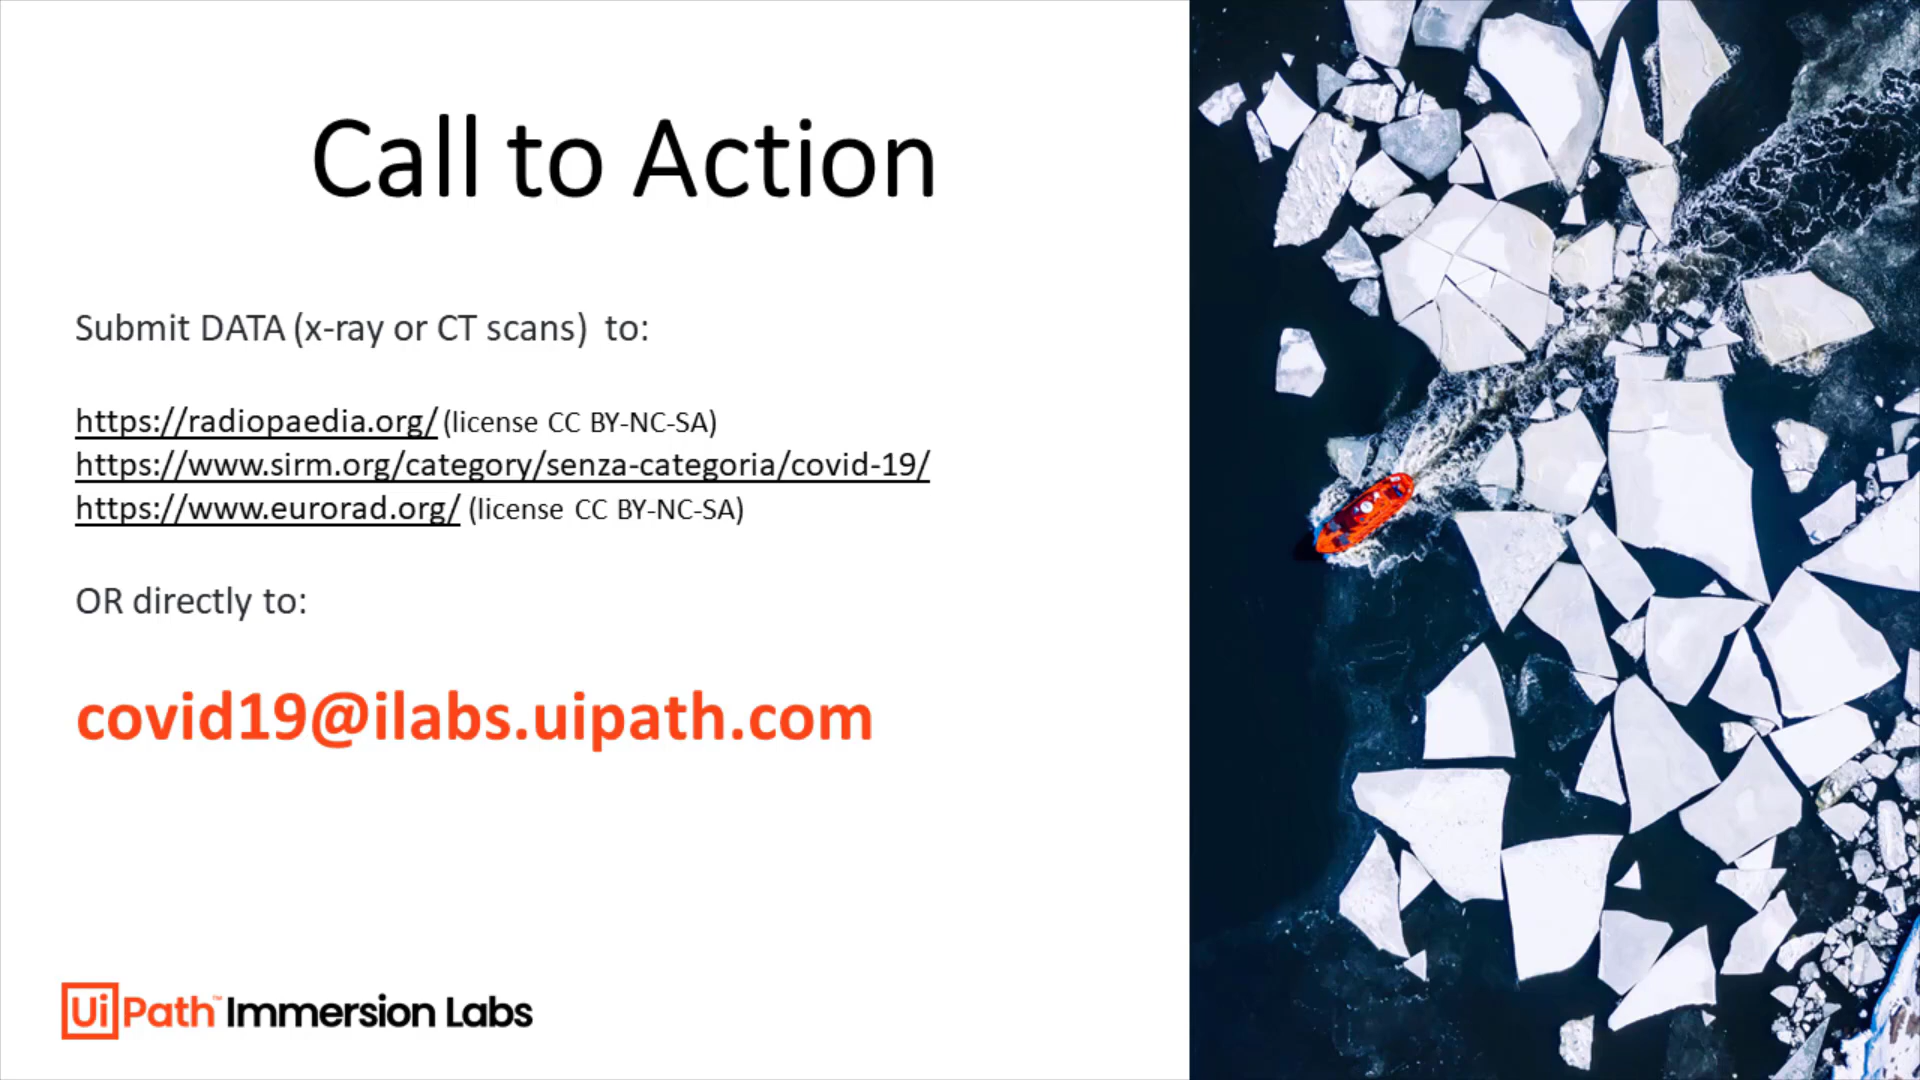 Call to Action
Submit DATA (x-ray or CT scans) to:
https://radiopaedia.org/ (license CC BY-NC-SA)
https://www.sirm.org/category/senza-categoria/covid-19/
https://www.eurorad.org/ (license CC BY-NC-SA)
OR directly to:
covid19@ilabs.uipath.com
UiPath™ Immersion Labs